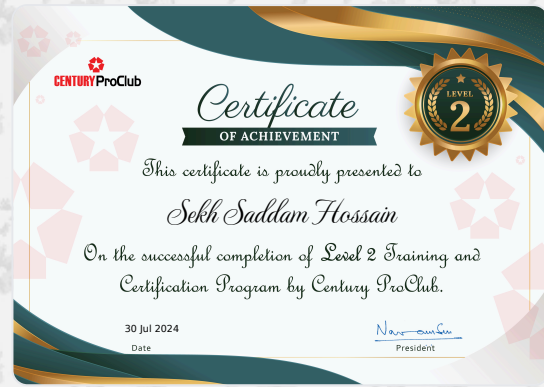 CENTURY ProClub
LEVEL
2
Certificate
OF ACHIEVEMENT
This certificate is proudly presented to
Sekh Saddam Hossain
On the successful completion of Level 2 Training and
Certification Program by Century ProClub.
30 Jul 2024
Date
President